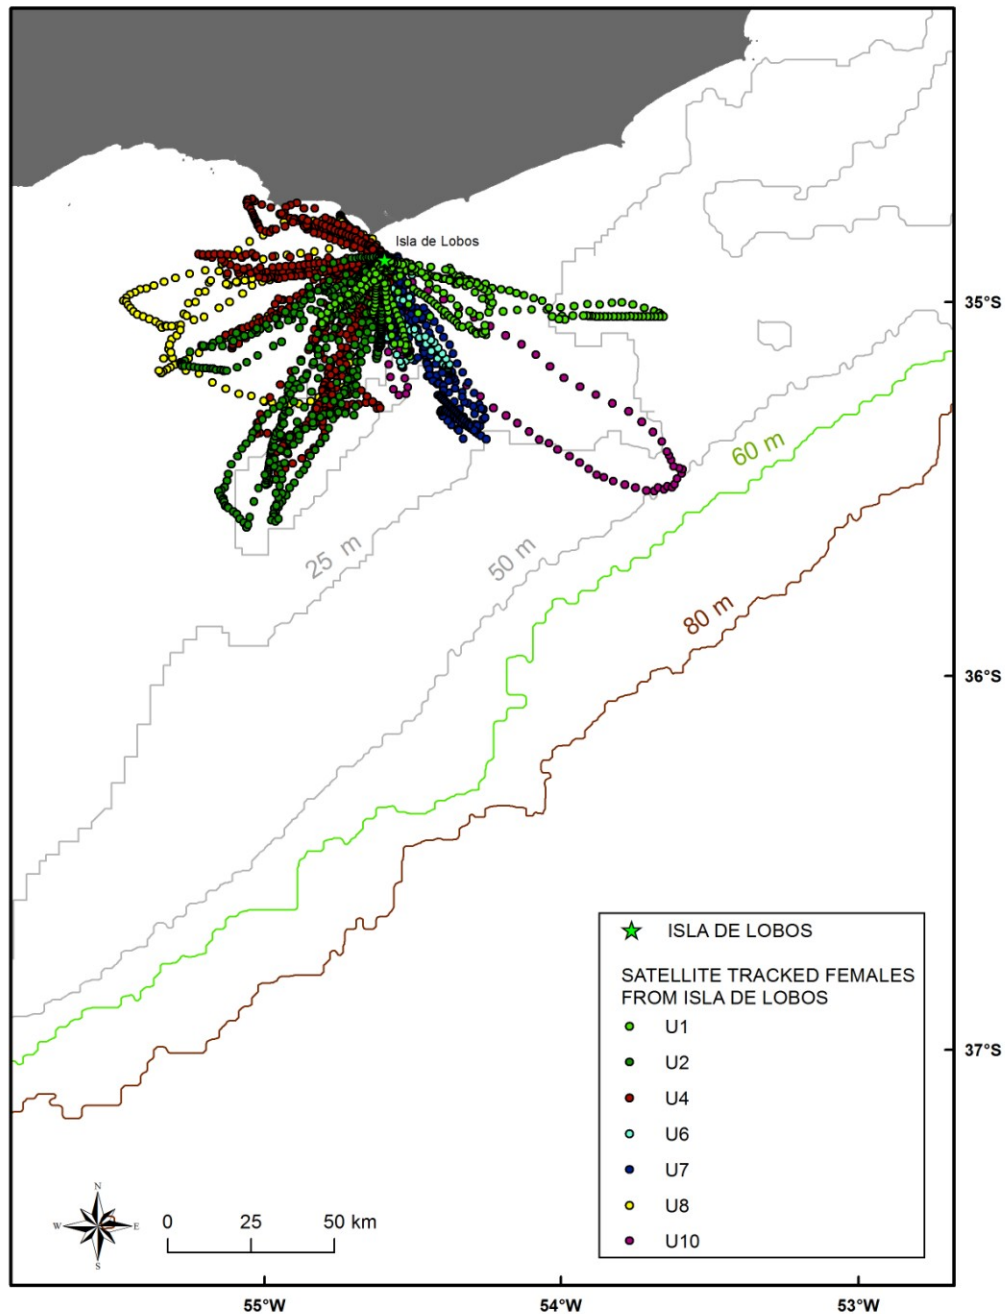 Isla de Lobos
35°S
60 m
25 m
50 m
80 m
36°S
ISLA DE LOBOS
SATELLITE TRACKED FEMALES
FROM ISLA DE LOBOS
U1
U2
37°S
U4
U6
U7
U8
U10
N
W E
S
0 25 50 km
55°W 54°W 53°W